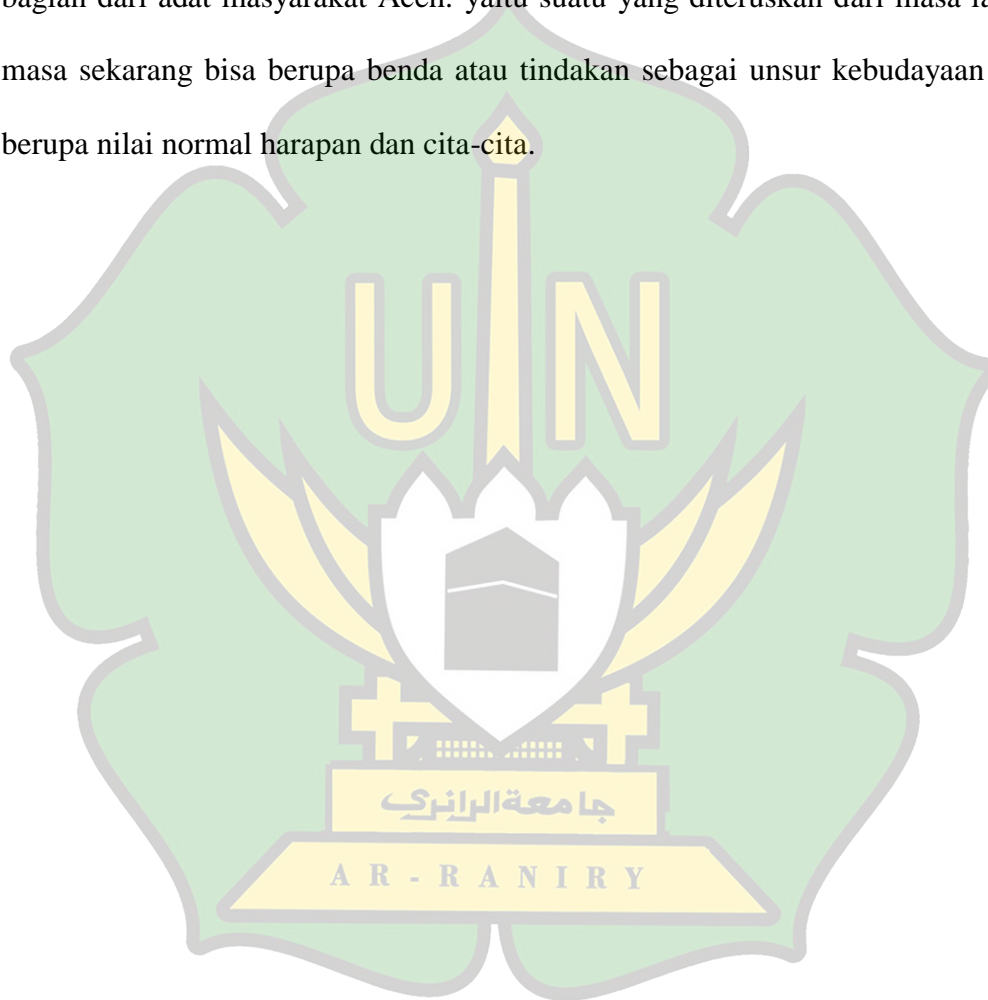 bagian dari adat masyarakat Aceh. yaitu suatu yang diteruskan dari masa
masa sekarang bisa berupa benda atau tindakan sebagai unsur kebudayaan
berupa nilai normal harapan dan cita-cita.
UIN
جامعة الرانري
AR-RANIRY